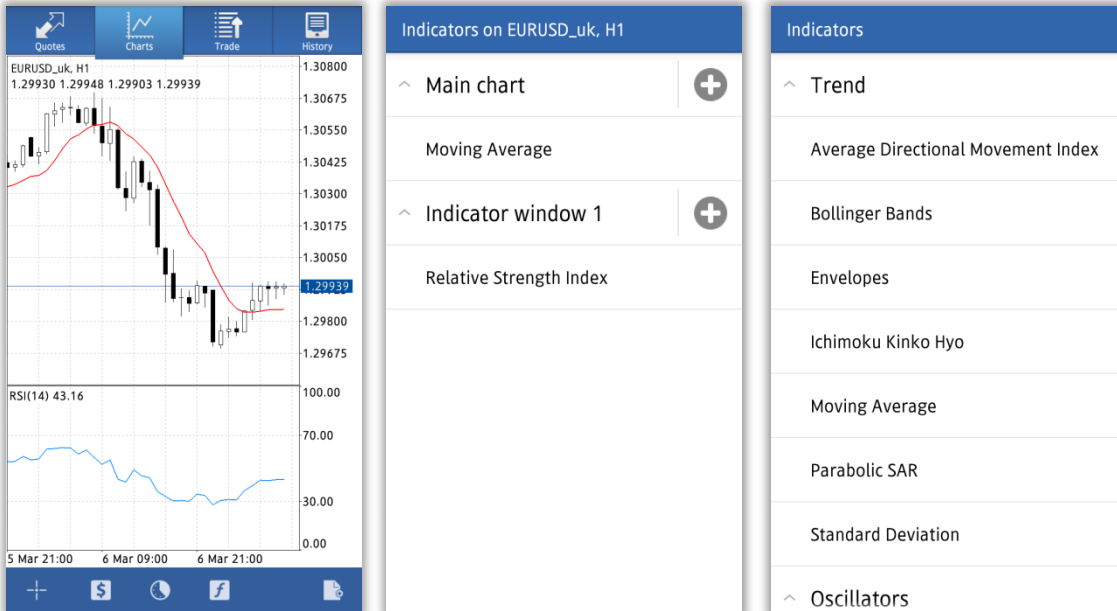 Quotes
Charts
Trade
History
EURUSD_uk, H1
1.29930 1.29948 1.29903 1.29939
1.30800
1.30675
1.30550
1.30425
1.30300
1.30175
1.30050
1.29939
1.29800
1.29675
RSI(14) 43.16
100.00
70.00
30.00
0.00
5 Mar 21:00 6 Mar 09:00 6 Mar 21:00
Indicators on EURUSD_uk, H1
Main chart
Moving Average
Indicator window 1
Relative Strength Index
Indicators
Trend
Average Directional Movement Index
Bollinger Bands
Envelopes
Ichimoku Kinko Hyo
Moving Average
Parabolic SAR
Standard Deviation
Oscillators